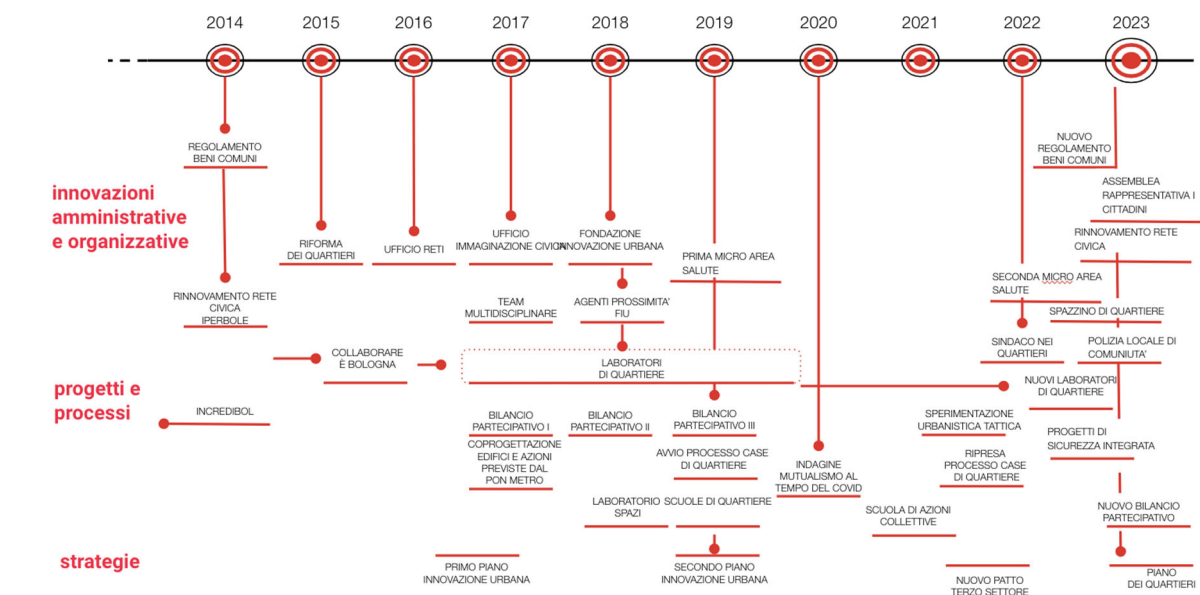 2014
2015
2016
2017
2018
2019
2020
2021
2022
2023
innovazioni
amministrative
e organizzative
REGOLAMENTO
BENI COMUNI
RINNOVAMENTO RETE
CIVICA
IPERBOLE
RIFORMA
DEI QUARTIERI
UFFICIO RETI
UFFICIO
IMMAGINAZIONE CIVICA
FONDAZIONE
INNOVAZIONE URBANA
PRIMA MICRO AREA
SALUTE
TEAM
MULTIDISCIPLINARE
AGENTI PROSSIMITA'
FIU
NUOVO
REGOLAMENTO
BENI COMUNI
ASSEMBLEA
RAPPRESENTATIVA I
CITTADINI
RINNOVAMENTO RETE
CIVICA
SECONDA MICRO AREA
SALUTE
SPAZZINO DI QUARTIERE
SINDACO NEI
QUARTIERI
POLIZIA LOCALE DI
COMUNIUTA'
progetti e
processi
INCREDIBOL
COLLABORARE
È BOLOGNA
LABORATORI
DI QUARTIERE
NUOVI LABORATORI
DI QUARTIERE
BILANCIO
PARTECIPATIVO I
BILANCIO
PARTECIPATIVO II
BILANCIO
PARTECIPATIVO III
SPERIMENTAZIONE
URBANISTICA TATTICA
COPROGETTAZIONE
EDIFICI E AZIONI
PREVISTE DAL
PON METRO
AVVIO PROCESSO CASE
DI QUARTIERE
INDAGINE
MUTUALISMO AL
TEMPO DEL COVID
RIPRESA
PROCESSO CASE
DI QUARTIERE
PROGETTI DI
SICUREZZA INTEGRATA
LABORATORIO
SPAZI
SCUOLE DI QUARTIERE
SCUOLA DI AZIONI
COLLETTIVE
NUOVO BILANCIO
PARTECIPATIVO
strategie
PRIMO PIANO
INNOVAZIONE URBANA
SECONDO PIANO
INNOVAZIONE URBANA
NUOVO PATTO
TERZO SETTORE
PIANO
DEI QUARTIERI